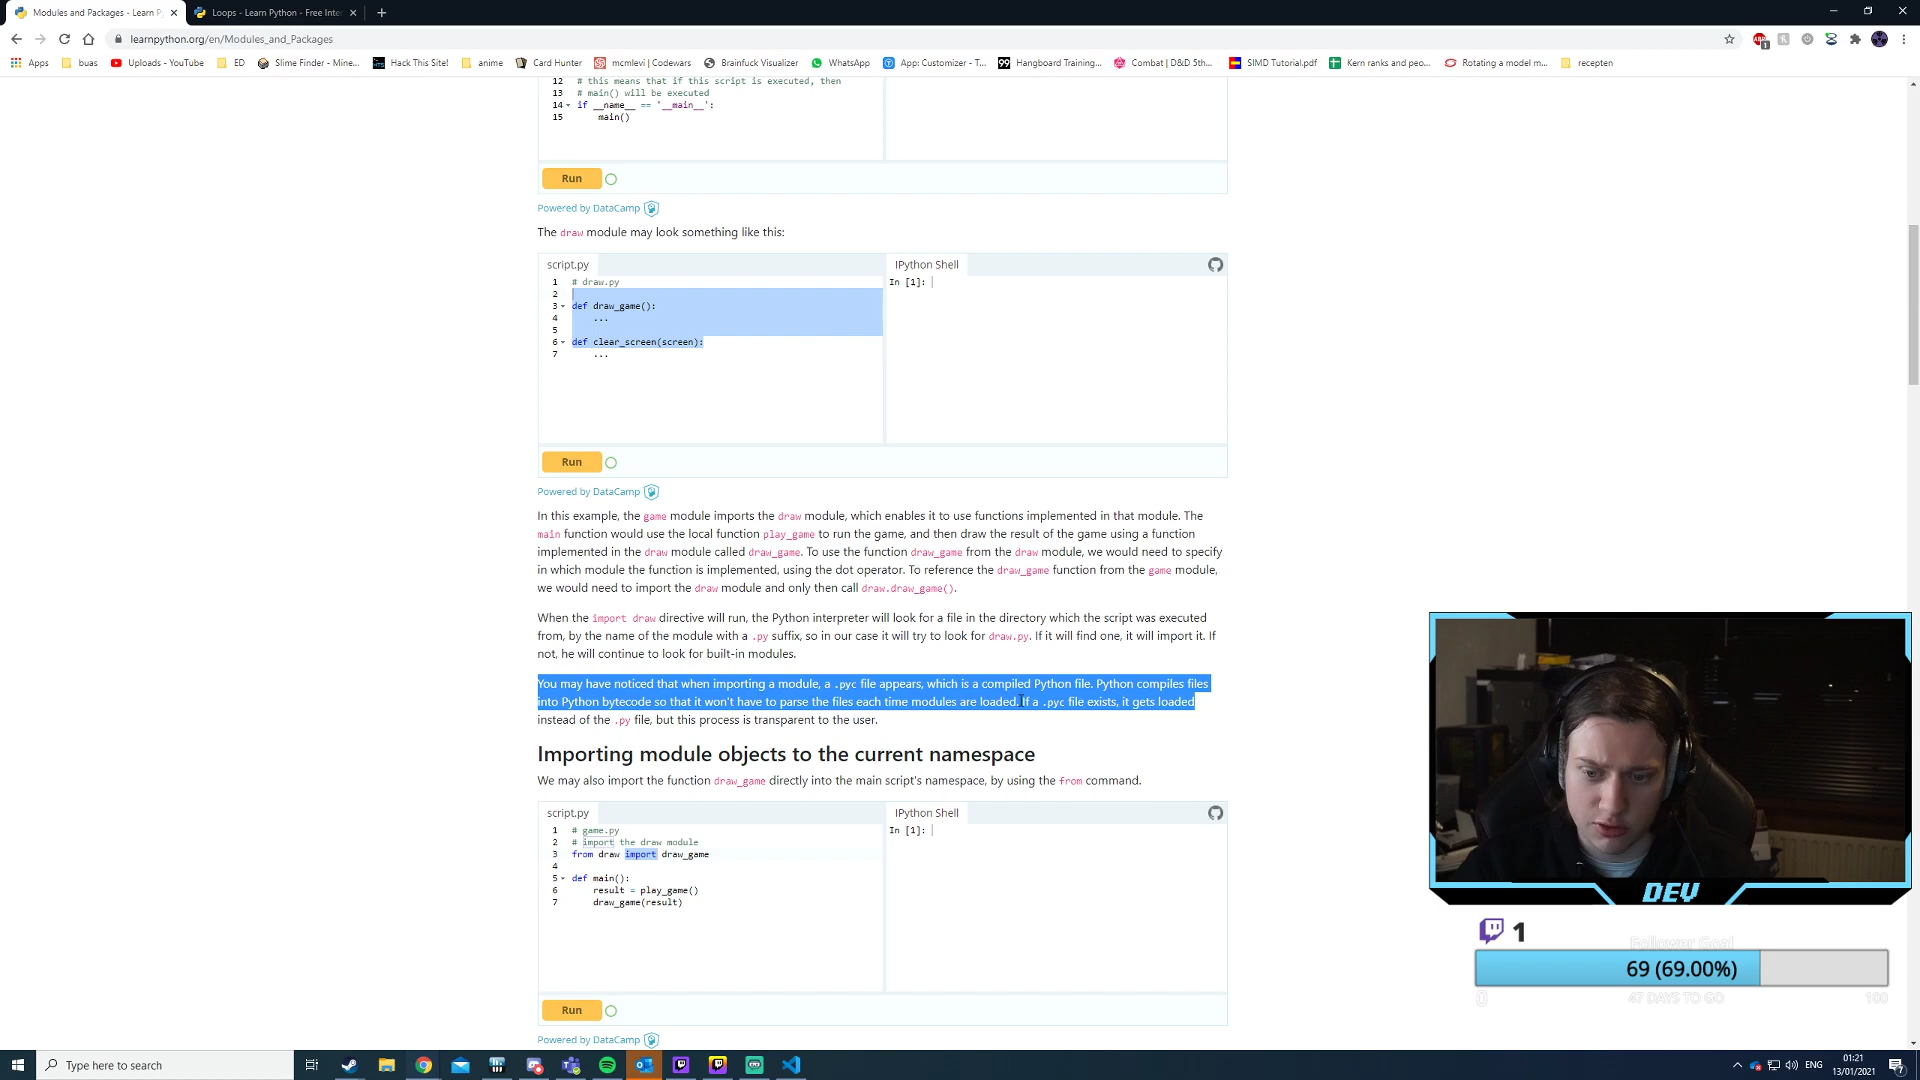 Modules and Packages - Learn P
Loops - Learn Python - Free Inter
learnpython.org/en/Modules_and_Packages
Apps buas Uploads - YouTube ED Slime Finder - Mine... Hack This Site! anime Card Hunter mcmlevi | Codewars Brainfuck Visualizer WhatsApp App: Customizer - T... Hangboard Training... Combat | D&D 5th... SIMD Tutorial.pdf Kern ranks and peo... Rotating a model m... recepten
12 # this means that if this script is executed, then
13 # main() will be executed
14 if __name__ == '__main__':
15 main()
Run
Powered by DataCamp
The draw module may look something like this:
script.py
IPython Shell
1 # draw.py
2
3 def draw_game():
4 ...
5
6 def clear_screen(screen):
7 ...
In [1]:
Run
Powered by DataCamp
In this example, the game module imports the draw module, which enables it to use functions implemented in that module. The
main function would use the local function play_game to run the game, and then draw the result of the game using a function
implemented in the draw module called draw_game. To use the function draw_game from the draw module, we would need to specify
in which module the function is implemented, using the dot operator. To reference the draw_game function from the game module,
we would need to import the draw module and only then call draw.draw_game().
When the import draw directive will run, the Python interpreter will look for a file in the directory which the script was executed
from, by the name of the module with a .py suffix, so in our case it will try to look for draw.py. If it will find one, it will import it. If
not, he will continue to look for built-in modules.
You may have noticed that when importing a module, a .pyc file appears, which is a compiled Python file. Python compiles files
into Python bytecode so that it won't have to parse the files each time modules are loaded. If a .pyc file exists, it gets loaded
instead of the .py file, but this process is transparent to the user.
Importing module objects to the current namespace
We may also import the function draw_game directly into the main script's namespace, by using the from command.
script.py
IPython Shell
1 # game.py
2 # import the draw module
3 from draw import draw_game
4
5 def main():
6 result = play_game()
7 draw_game(result)
In [1]:
Run
Powered by DataCamp
DEV
1
Follower Goal
69 (69.00%)
0 47 DAYS TO GO 100
Type here to search
ENG
01:21
13/01/2021
7